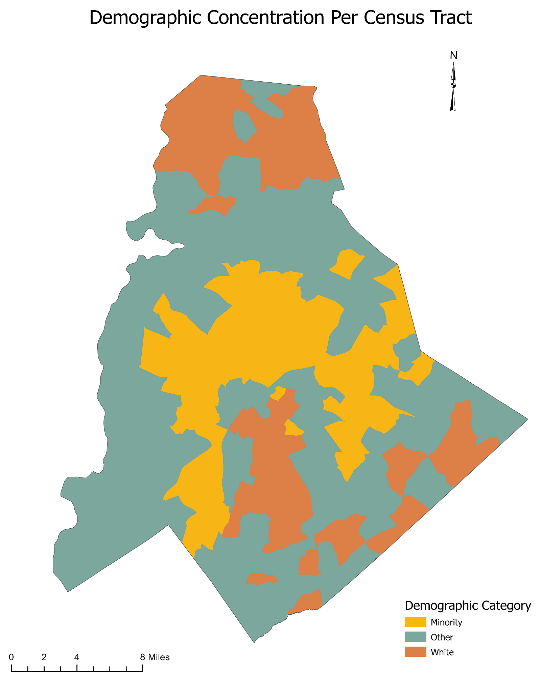 Demographic Concentration Per Census Tract
N
Demographic Category
Minority
Other
White
0 2 4 8 Miles